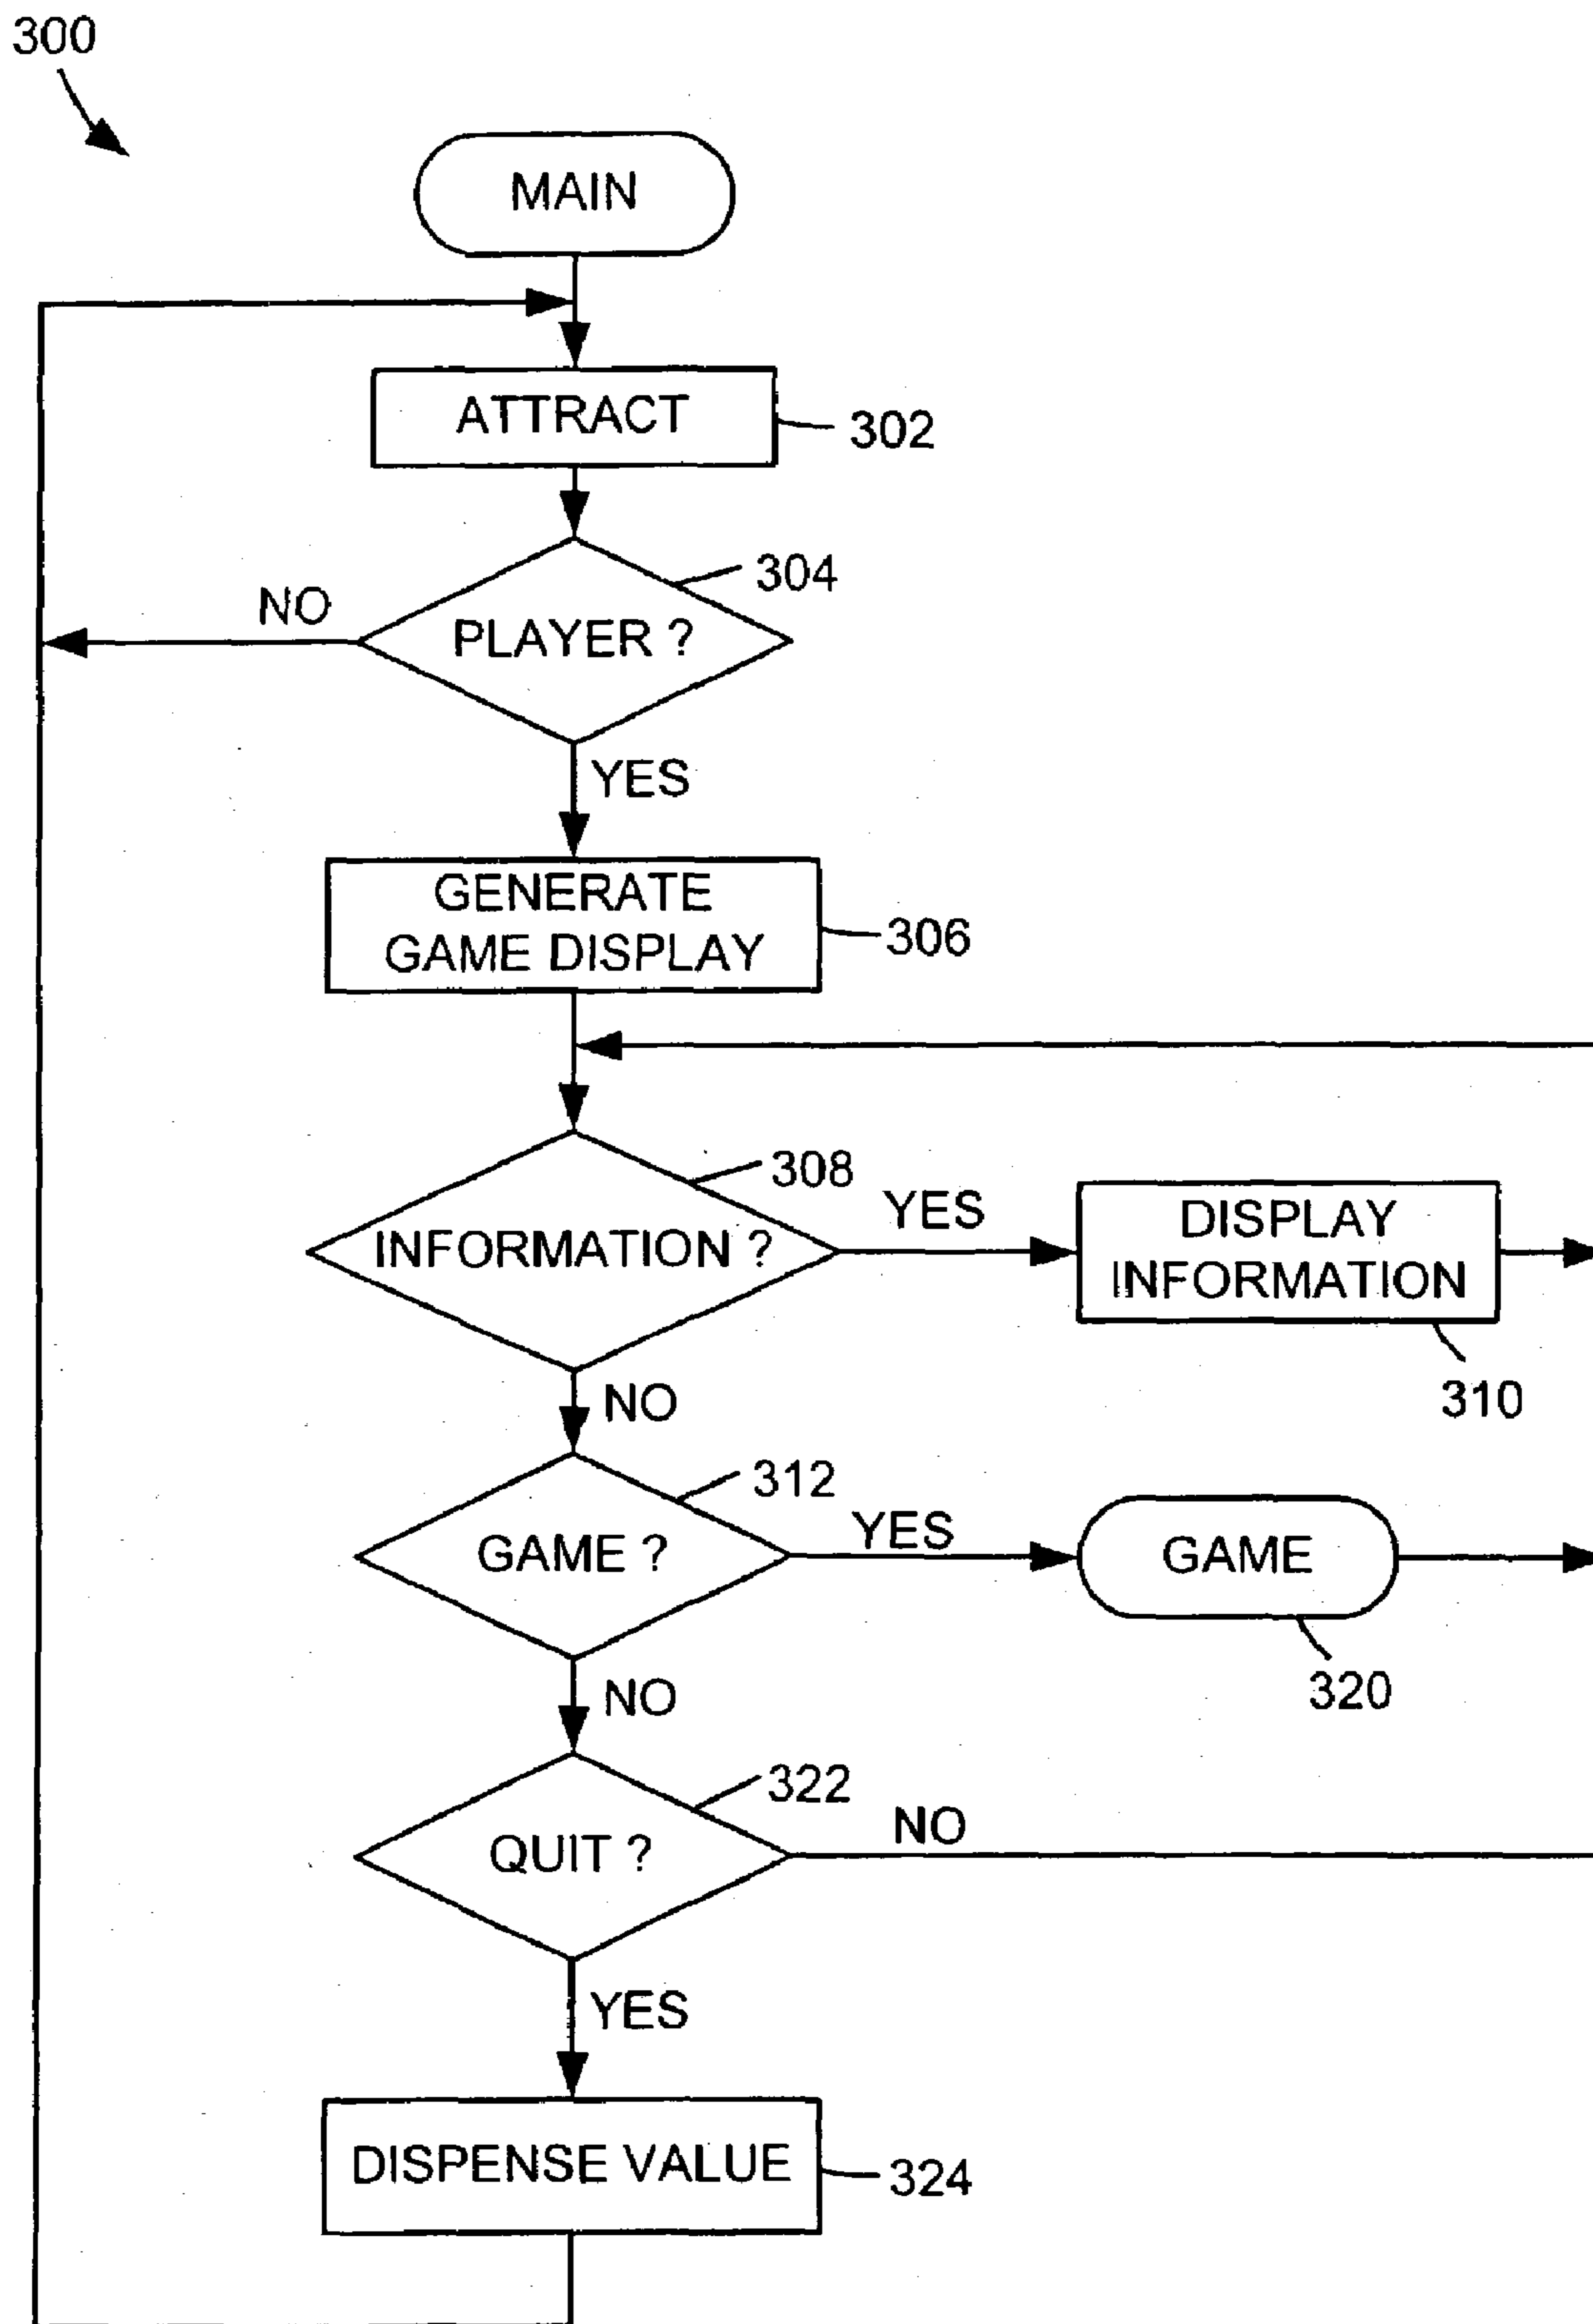 300
MAIN
ATTRACT
302
304
NO
PLAYER ?
YES
GENERATE
GAME DISPLAY
306
308
INFORMATION ?
YES
DISPLAY
INFORMATION
310
NO
312
GAME ?
YES
GAME
320
NO
322
QUIT ?
NO
YES
DISPENSE VALUE
324